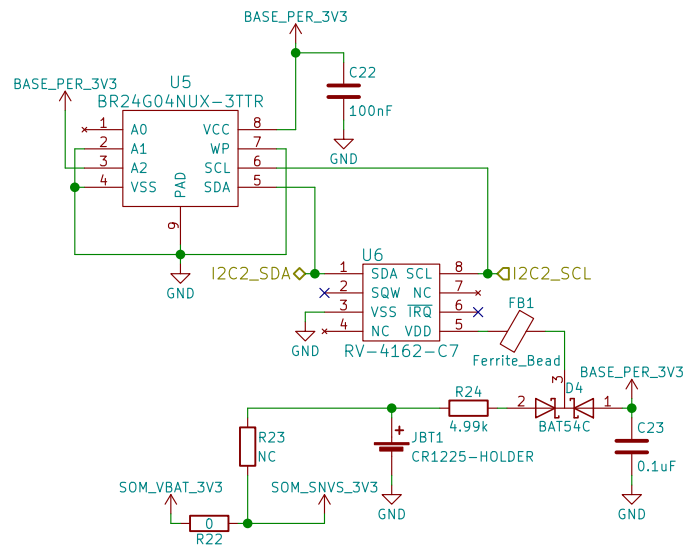 BASE_PER_3V3
BASE_PER_3V3
U5
BR24G04NUX-3TTR
C22
100nF
GND
1 A0 VCC 8
2 A1 WP 7
3 A2 SCL 6
4 VSS SDA 5
PAD
9
GND
I2C2_SDA
U6
I2C2_SCL
1 SDA SCL 8
2 SQW NC 7
3 VSS IRQ 6
4 NC VDD 5
RV-4162-C7
GND
FB1
Ferrite_Bead
BASE_PER_3V3
3
D4
2
1
BAT54C
R24
4.99k
C23
0.1uF
GND
R23
NC
+
JBT1
CR1225-HOLDER
GND
SOM_VBAT_3V3
SOM_SNVS_3V3
0
R22